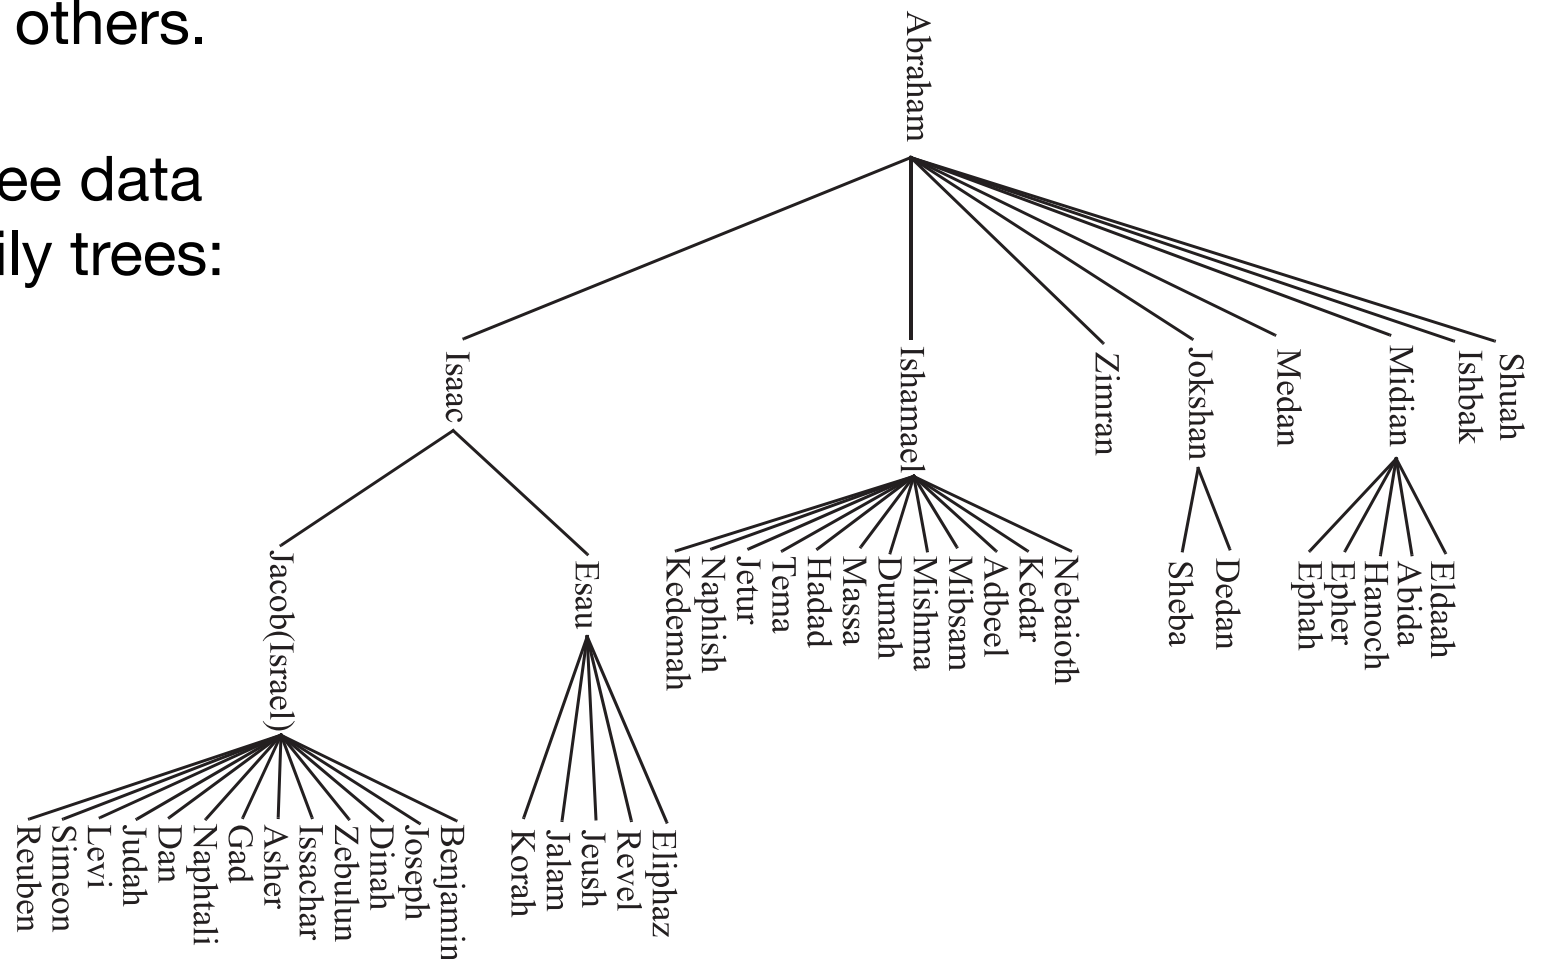 others.
ee data
ily trees:
Abraham
Isaac
Ishamael
Zimran
Jokshan
Medan
Midian
Ishbak
Shuah
Jacob(Israel)
Esau
Kedemah
Naphish
Jetur
Tema
Hadad
Massa
Dumah
Mishma
Mibsam
Adbeel
Kedar
Nebaioth
Sheba
Dedan
Ephah
Epher
Hanoch
Abida
Eldaah
Reuben
Simeon
Levi
Judah
Dan
Naphtali
Gad
Asher
Issachar
Zebulun
Dinah
Joseph
Benjamin
Korah
Jalam
Jeush
Revel
Eliphaz